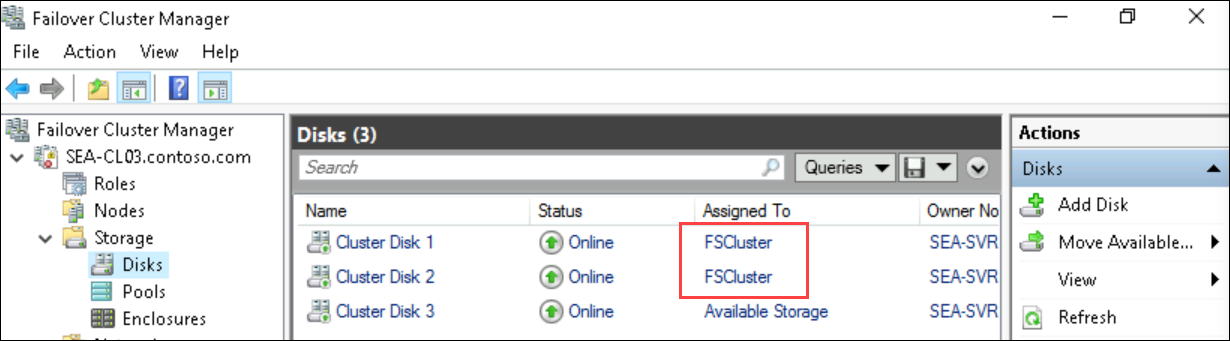 Failover Cluster Manager
File Action View Help
Failover Cluster Manager
SEA-CL03.contoso.com
Roles
Nodes
Storage
Disks
Pools
Enclosures
Disks (3)
Search
Queries
Name Status Assigned To Owner No
Cluster Disk 1 Online FSCluster SEA-SVR
Cluster Disk 2 Online FSCluster SEA-SVR
Cluster Disk 3 Online Available Storage SEA-SVR
Actions
Disks
Add Disk
Move Available...
View
Refresh